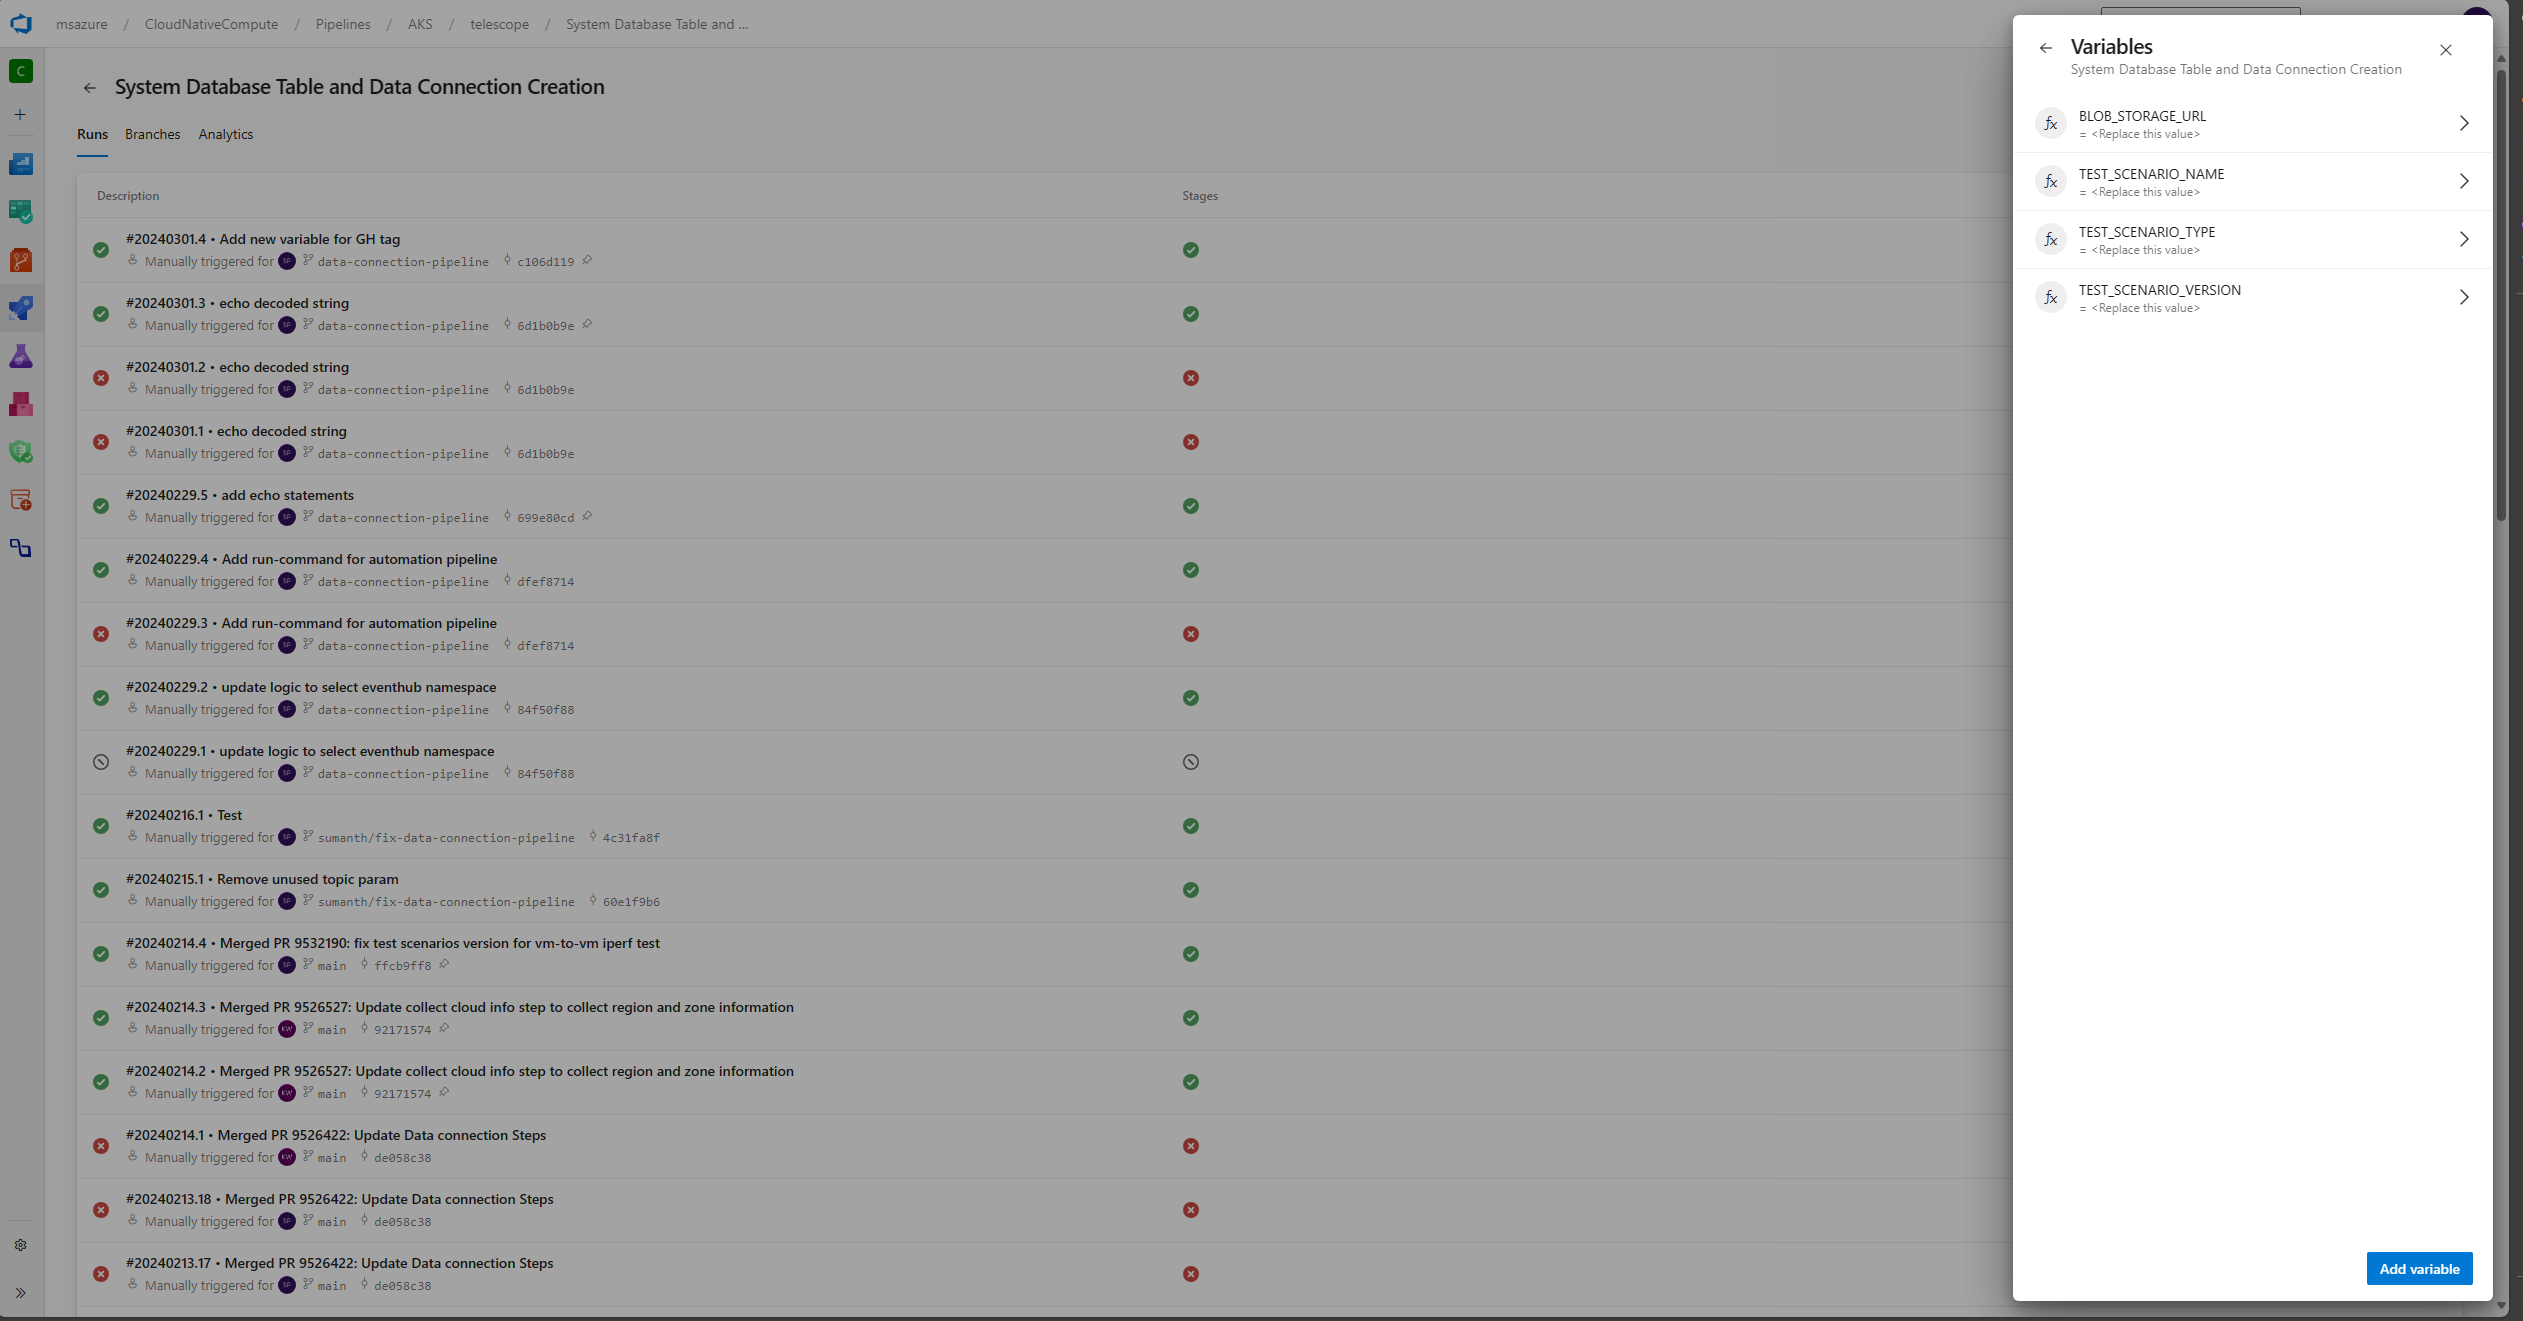 msazure / CloudNativeCompute / Pipelines / AKS / telescope / System Database Table and ...
C
System Database Table and Data Connection Creation
Runs Branches Analytics
Description Stages
#20240301.4 • Add new variable for GH tag
Manually triggered for SP data-connection-pipeline c106d119
#20240301.3 • echo decoded string
Manually triggered for SP data-connection-pipeline 6d1b0b9e
#20240301.2 • echo decoded string
Manually triggered for SP data-connection-pipeline 6d1b0b9e
#20240301.1 • echo decoded string
Manually triggered for SP data-connection-pipeline 6d1b0b9e
#20240229.5 • add echo statements
Manually triggered for SP data-connection-pipeline 699e80cd
#20240229.4 • Add run-command for automation pipeline
Manually triggered for SP data-connection-pipeline dfef8714
#20240229.3 • Add run-command for automation pipeline
Manually triggered for SP data-connection-pipeline dfef8714
#20240229.2 • update logic to select eventhub namespace
Manually triggered for SP data-connection-pipeline 84f50f88
#20240229.1 • update logic to select eventhub namespace
Manually triggered for SP data-connection-pipeline 84f50f88
#20240216.1 • Test
Manually triggered for SP sumanth/fix-data-connection-pipeline 4c31fa8f
#20240215.1 • Remove unused topic param
Manually triggered for SP sumanth/fix-data-connection-pipeline 60e1f9b6
#20240214.4 • Merged PR 9532190: fix test scenarios version for vm-to-vm iperf test
Manually triggered for SP main ffcb9ff8
#20240214.3 • Merged PR 9526527: Update collect cloud info step to collect region and zone information
Manually triggered for KW main 92171574
#20240214.2 • Merged PR 9526527: Update collect cloud info step to collect region and zone information
Manually triggered for KW main 92171574
#20240214.1 • Merged PR 9526422: Update Data connection Steps
Manually triggered for KW main de058c38
#20240213.18 • Merged PR 9526422: Update Data connection Steps
Manually triggered for SP main de058c38
#20240213.17 • Merged PR 9526422: Update Data connection Steps
Manually triggered for SP main de058c38
Variables
System Database Table and Data Connection Creation
fx BLOB_STORAGE_URL
= <Replace this value>
fx TEST_SCENARIO_NAME
= <Replace this value>
fx TEST_SCENARIO_TYPE
= <Replace this value>
fx TEST_SCENARIO_VERSION
= <Replace this value>
Add variable